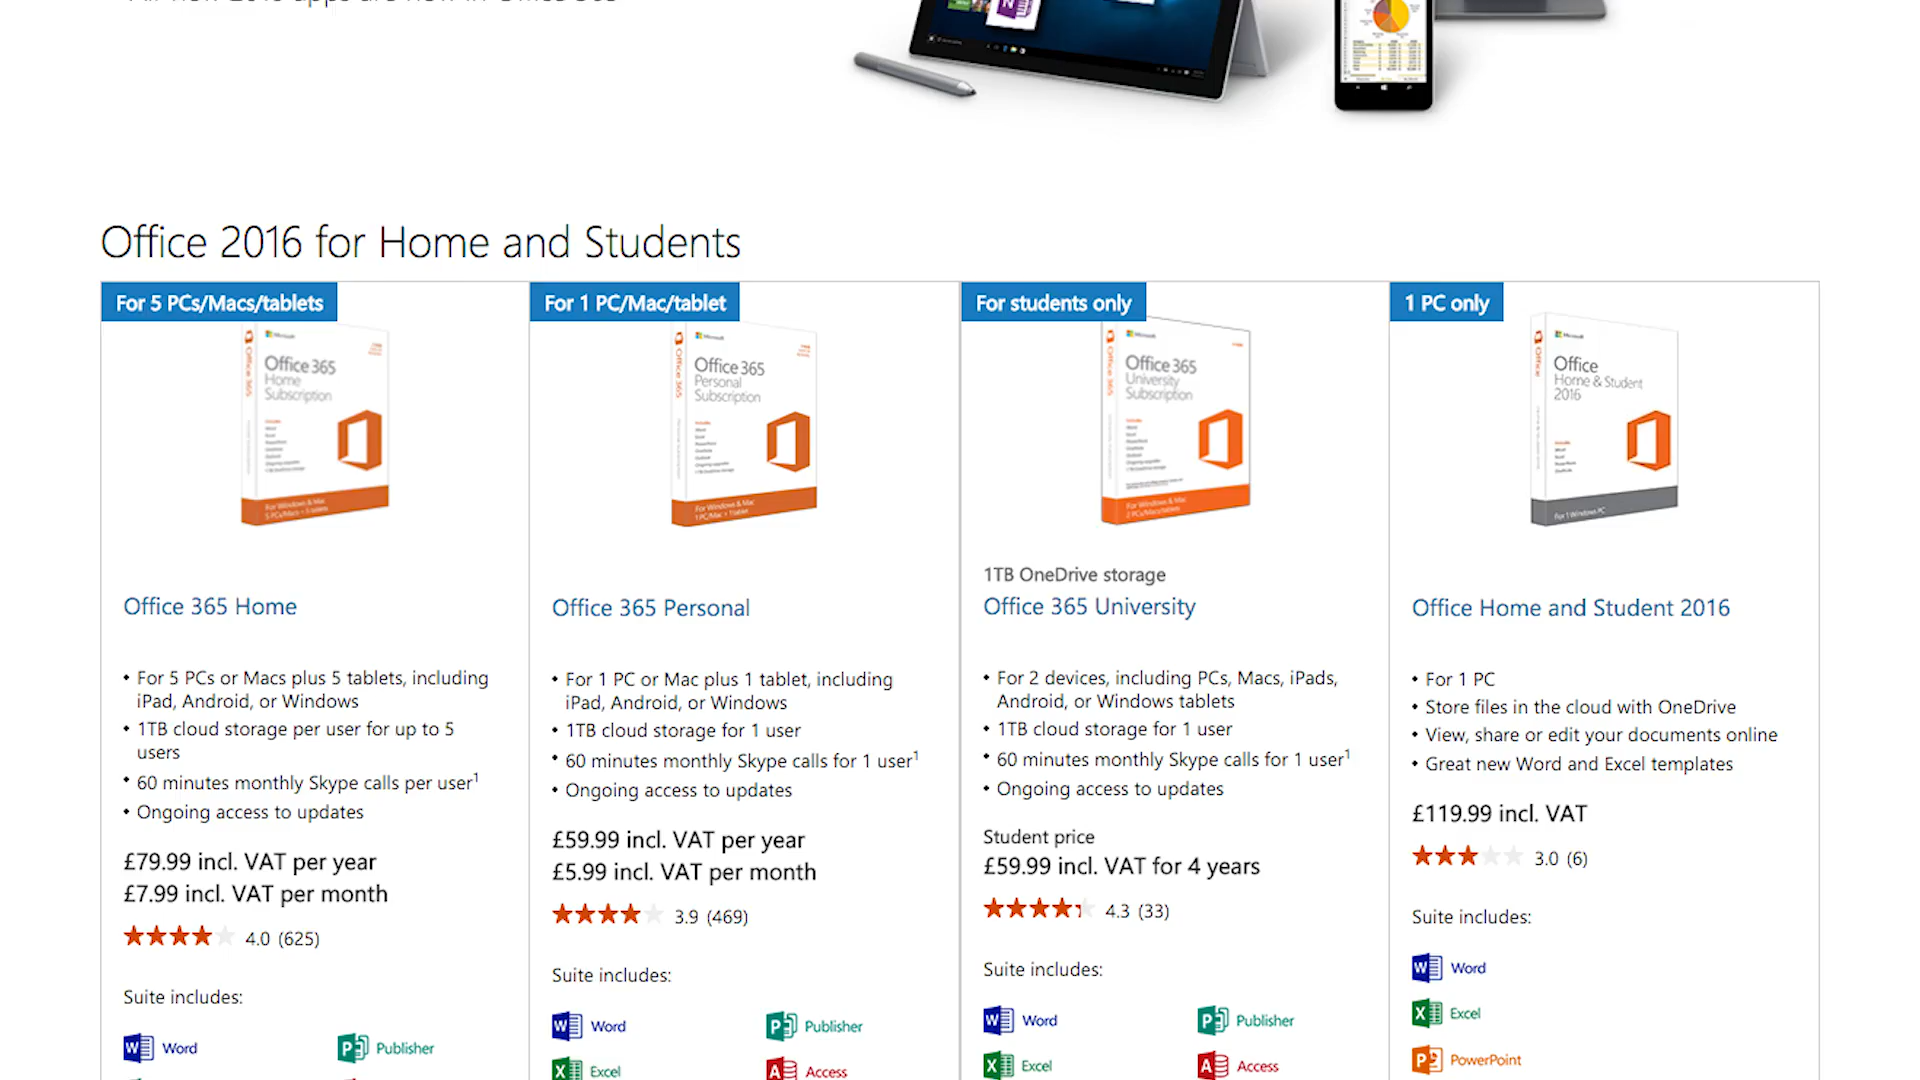 Office 2016 for Home and Students
For 5 PCs/Macs/tablets
Microsoft
Office 365
Home
Subscription
Office 365
For Windows & Mac
5 PCs/Macs + 5 tablets
Office 365 Home
• For 5 PCs or Macs plus 5 tablets, including
iPad, Android, or Windows
• 1TB cloud storage per user for up to 5
users
• 60 minutes monthly Skype calls per user1
• Ongoing access to updates
£79.99 incl. VAT per year
£7.99 incl. VAT per month
4.0 (625)
Suite includes:
Word
Publisher
For 1 PC/Mac/tablet
Microsoft
Office 365
Personal
Subscription
Office 365
For Windows & Mac
1 PC/Mac + 1 tablet
Office 365 Personal
• For 1 PC or Mac plus 1 tablet, including
iPad, Android, or Windows
• 1TB cloud storage for 1 user
• 60 minutes monthly Skype calls for 1 user1
• Ongoing access to updates
£59.99 incl. VAT per year
£5.99 incl. VAT per month
3.9 (469)
Suite includes:
Word
Publisher
Excel
Access
For students only
Microsoft
Office 365
University
Subscription
Office 365
For Windows & Mac
2 PCs/Macs/tablets
1TB OneDrive storage
Office 365 University
• For 2 devices, including PCs, Macs, iPads,
Android, or Windows tablets
• 1TB cloud storage for 1 user
• 60 minutes monthly Skype calls for 1 user1
• Ongoing access to updates
Student price
£59.99 incl. VAT for 4 years
4.3 (33)
Suite includes:
Word
Publisher
Excel
Access
1 PC only
Microsoft
Office
Home & Student
2016
Office
For 1 Windows PC
Office Home and Student 2016
• For 1 PC
• Store files in the cloud with OneDrive
• View, share or edit your documents online
• Great new Word and Excel templates
£119.99 incl. VAT
3.0 (6)
Suite includes:
Word
Excel
PowerPoint